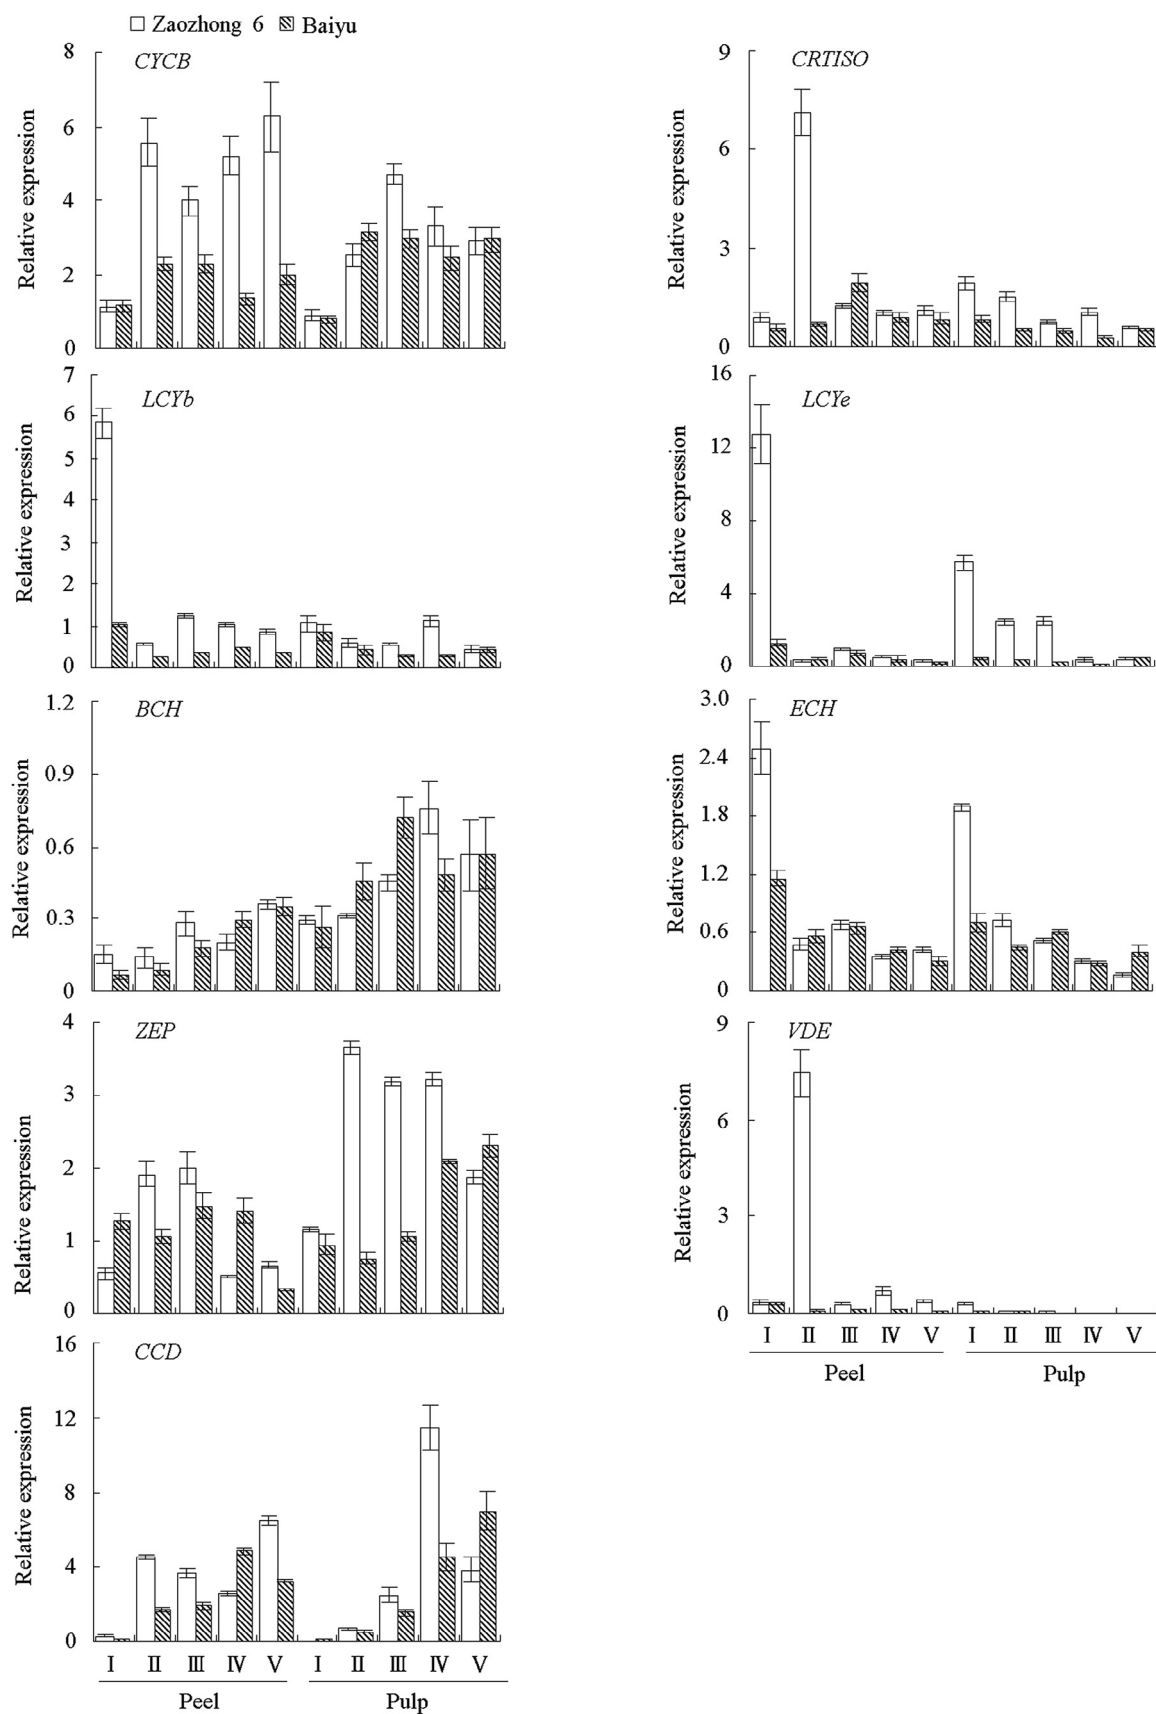 Zaozhong 6 Baiyu
CYCB
Relative expression
8
6
4
2
0
CRTISO
Relative expression
9
6
3
0
LCYb
Relative expression
7
6
5
4
3
2
1
0
LCYe
Relative expression
16
12
8
4
0
BCH
Relative expression
1.2
0.9
0.6
0.3
0
ECH
Relative expression
3.0
2.4
1.8
1.2
0.6
0
ZEP
Relative expression
4
3
2
1
0
VDE
Relative expression
9
6
3
0
I II III IV V I II III IV V
Peel Pulp
CCD
Relative expression
16
12
8
4
0
I II III IV V I II III IV V
Peel Pulp